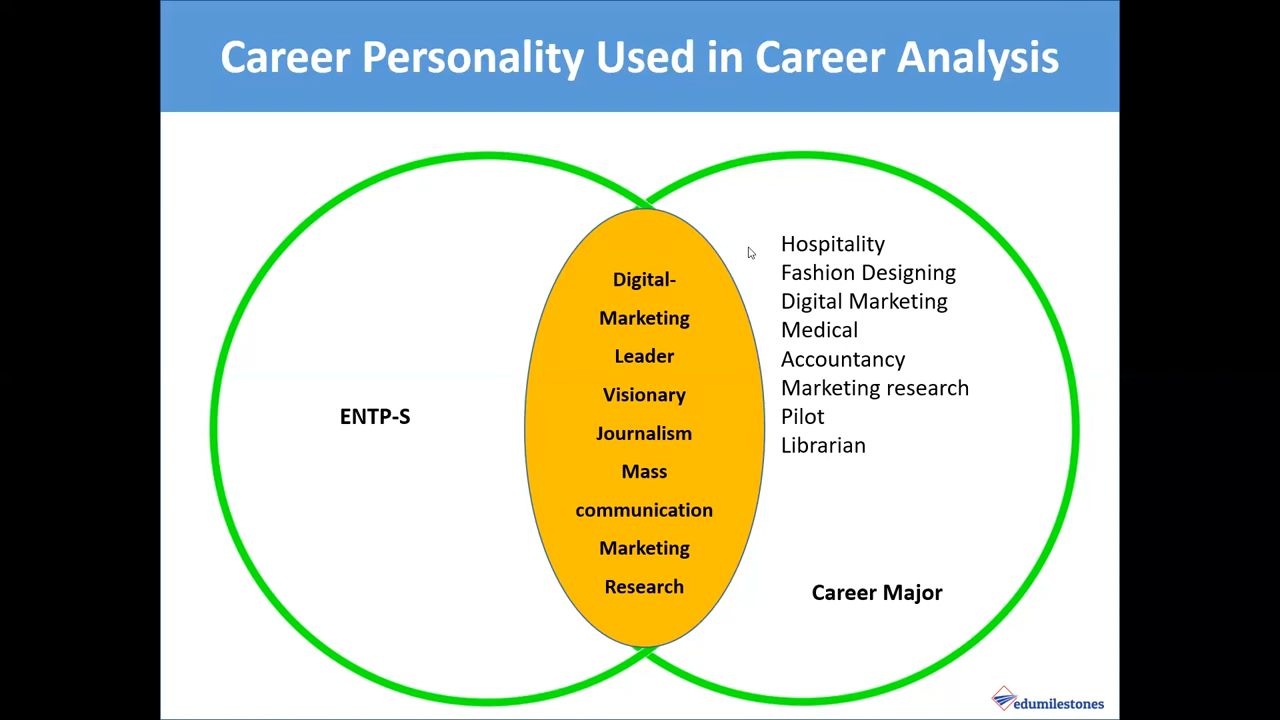 Career Personality Used in Career Analysis
ENTP-S
Digital-
Marketing
Leader
Visionary
Journalism
Mass
communication
Marketing
Research
Hospitality
Fashion Designing
Digital Marketing
Medical
Accountancy
Marketing research
Pilot
Librarian
Career Major
edumilestones